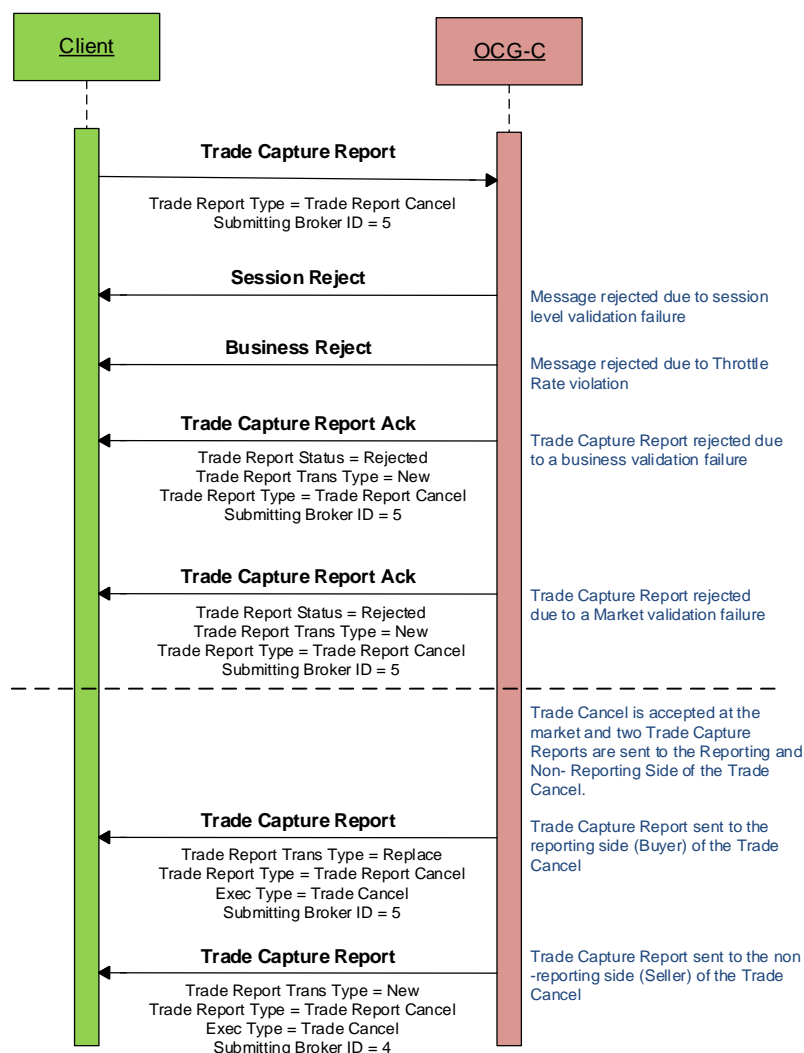 Client
OCG-C
Trade Capture Report
Trade Report Type = Trade Report Cancel
Submitting Broker ID = 5
Session Reject
Message rejected due to session
level validation failure
Business Reject
Message rejected due to Throttle
Rate violation
Trade Capture Report Ack
Trade Report Status = Rejected
Trade Report Trans Type = New
Trade Report Type = Trade Report Cancel
Submitting Broker ID = 5
Trade Capture Report rejected due
to a business validation failure
Trade Capture Report Ack
Trade Report Status = Rejected
Trade Report Trans Type = New
Trade Report Type = Trade Report Cancel
Submitting Broker ID = 5
Trade Capture Report rejected
due to a Market validation failure
Trade Cancel is accepted at the
market and two Trade Capture
Reports are sent to the Reporting and
Non- Reporting Side of the Trade
Cancel.
Trade Capture Report
Trade Report Trans Type = Replace
Trade Report Type = Trade Report Cancel
Exec Type = Trade Cancel
Submitting Broker ID = 5
Trade Capture Report sent to the
reporting side (Buyer) of the Trade
Cancel
Trade Capture Report
Trade Report Trans Type = New
Trade Report Type = Trade Report Cancel
Exec Type = Trade Cancel
Submitting Broker ID = 4
Trade Capture Report sent to the non
-reporting side (Seller) of the Trade
Cancel